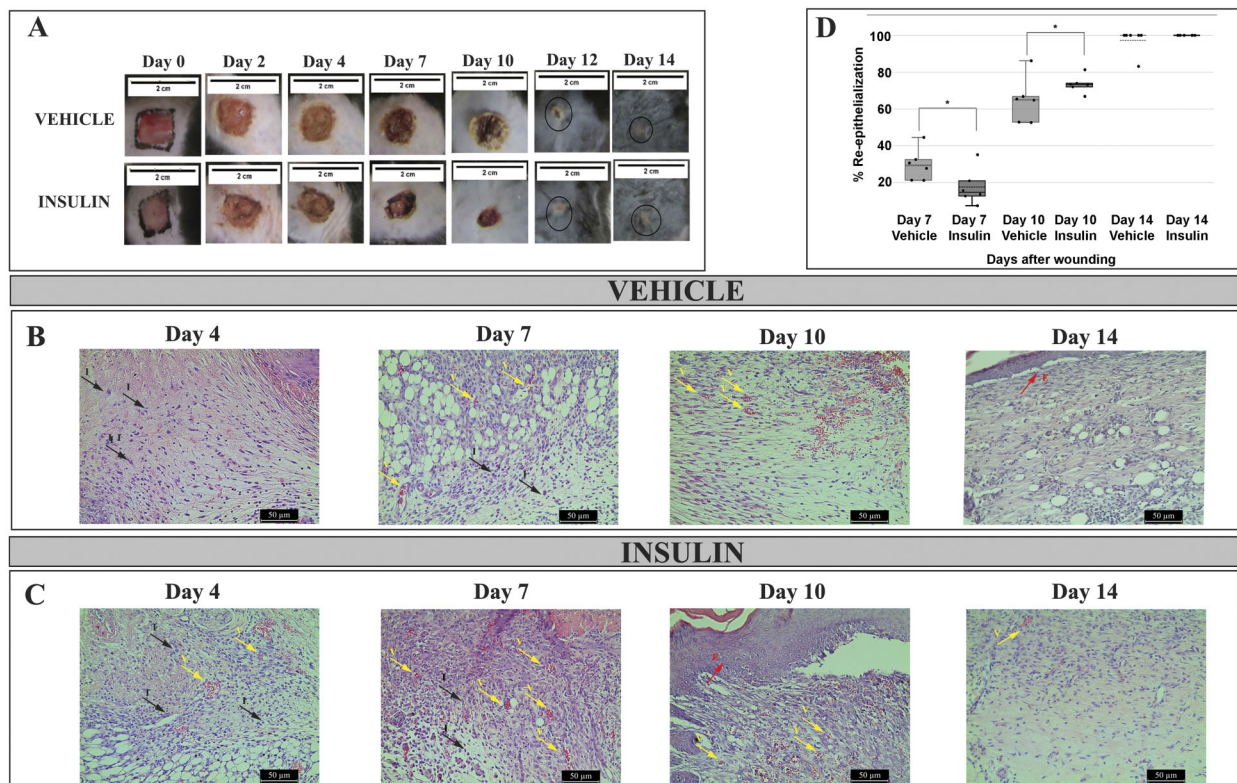 A
Day 0 Day 2 Day 4 Day 7 Day 10 Day 12 Day 14
2 cm 2 cm 2 cm 2 cm 2 cm 2 cm 2 cm
VEHICLE
2 cm 2 cm 2 cm 2 cm 2 cm 2 cm 2 cm
INSULIN
D
% Re-epithelialization
100
80
60
40
20
* *
Day 7 Day 7 Day 10 Day 10 Day 14 Day 14
Vehicle Insulin Vehicle Insulin Vehicle Insulin
Days after wounding
VEHICLE
B
Day 4 Day 7 Day 10 Day 14
I I I I
V V V I I
V V V
E
50 µm 50 µm 50 µm 50 µm
INSULIN
C
Day 4 Day 7 Day 10 Day 14
I V V I I
V V I V V V I V
E V V V
V
50 µm 50 µm 50 µm 50 µm